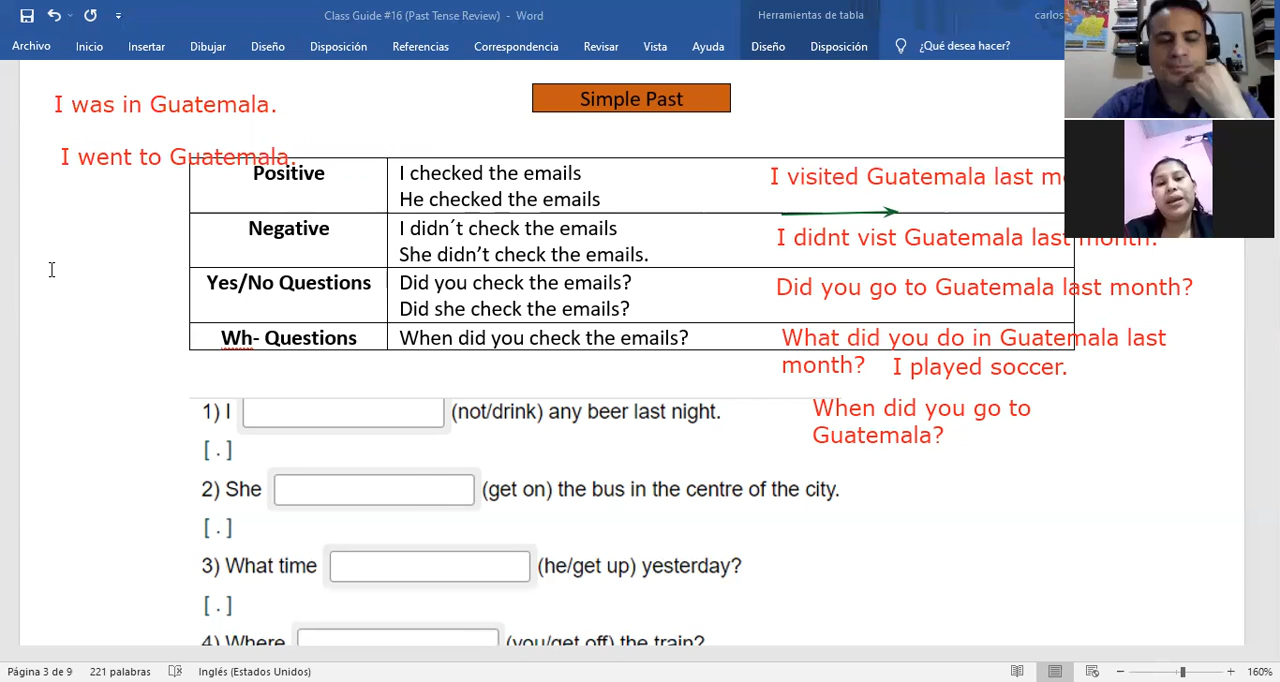 Class Guide #16 (Past Tense Review) - Word
Herramientas de tabla
carlos
Archivo Inicio Insertar Dibujar Diseño Disposición Referencias Correspondencia Revisar Vista Ayuda Diseño Disposición ¿Qué desea hacer?
I was in Guatemala.
Simple Past
I went to Guatemala.
Positive
I checked the emails
He checked the emails
I visited Guatemala last
Negative
I didn´t check the emails
She didn’t check the emails.
I didnt vist Guatemala last month.
Yes/No Questions
Did you check the emails?
Did she check the emails?
Did you go to Guatemala last month?
Wh- Questions
When did you check the emails?
What did you do in Guatemala last
month? I played soccer.
When did you go to
Guatemala?
1) I (not/drink) any beer last night.
[ . ]
2) She (get on) the bus in the centre of the city.
[ . ]
3) What time (he/get up) yesterday?
[ . ]
4) Where (you/get off) the train?
Página 3 de 9 221 palabras Inglés (Estados Unidos) 160%